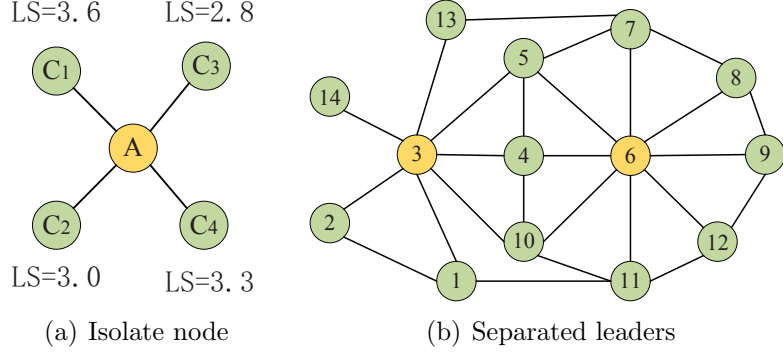 LS=3.6
LS=2.8
C1
C3
A
C2
C4
LS=3.0
LS=3.3
(a) Isolate node
13
7
5
8
14
3
4
6
9
2
10
12
1
11
(b) Separated leaders